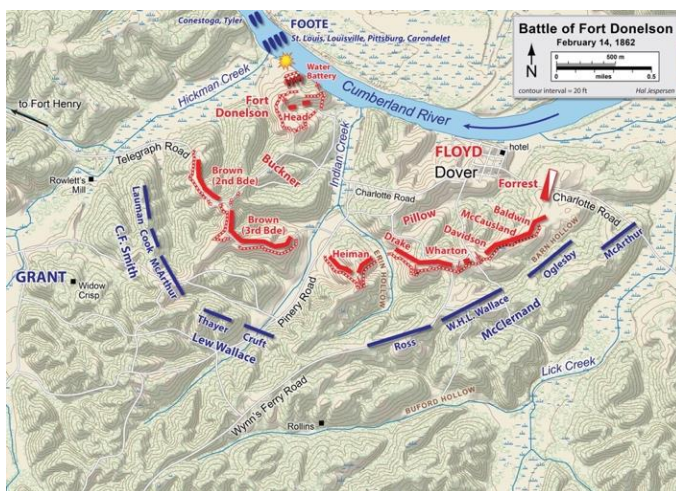 Battle of Fort Donelson
February 14, 1862
0
500 m
N
0
miles
0.5
contour interval = 20 ft
Hal Jespersen
Conestoga, Tyler
FOOTE
St. Louis, Louisville, Pittsburg, Carondelet
Water
Battery
Hickman Creek
Cumberland River
to Fort Henry
Fort
Donelson
Head
Indian Creek
Telegraph Road
Buckner
FLOYD
Dover
hotel
Rowlett's
Mill
Brown
(2nd Bde)
Charlotte Road
Forrest
Charlotte Road
Lauman
Cook
McArthur
C.F. Smith
Brown
(3rd Bde)
Pillow
Baldwin
McCausland
Davidson
Drake
Wharton
Heiman
ERIN HOLLOW
BARN HOLLOW
McArthur
Oglesby
GRANT
Widow
Crisp
Pinery Road
Thayer
Cruft
Lew Wallace
W.H.L. Wallace
McClernand
Ross
Lick Creek
Wynn's Ferry Road
BUFORD HOLLOW
Rollins